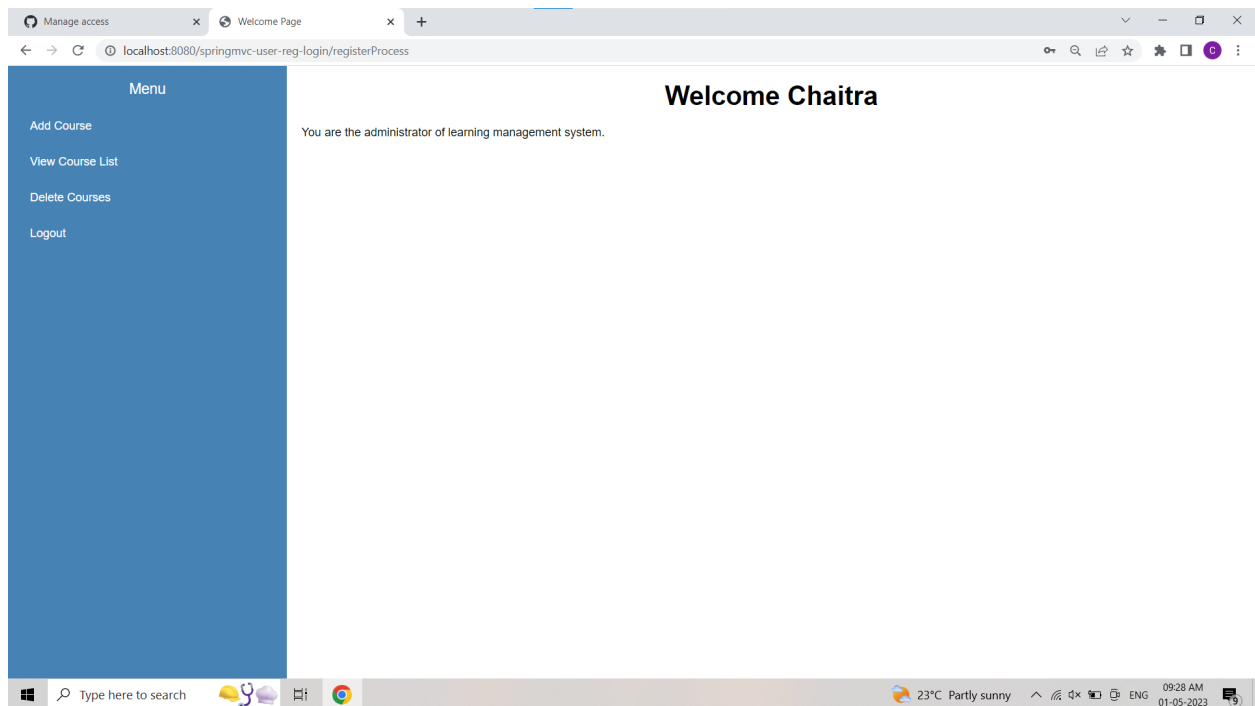 Manage access
Welcome Page
localhost:8080/springmvc-user-reg-login/registerProcess
C
Menu
Add Course
View Course List
Delete Courses
Logout
Welcome Chaitra
You are the administrator of learning management system.
Type here to search
23°C Partly sunny
ENG
09:28 AM
01-05-2023
9